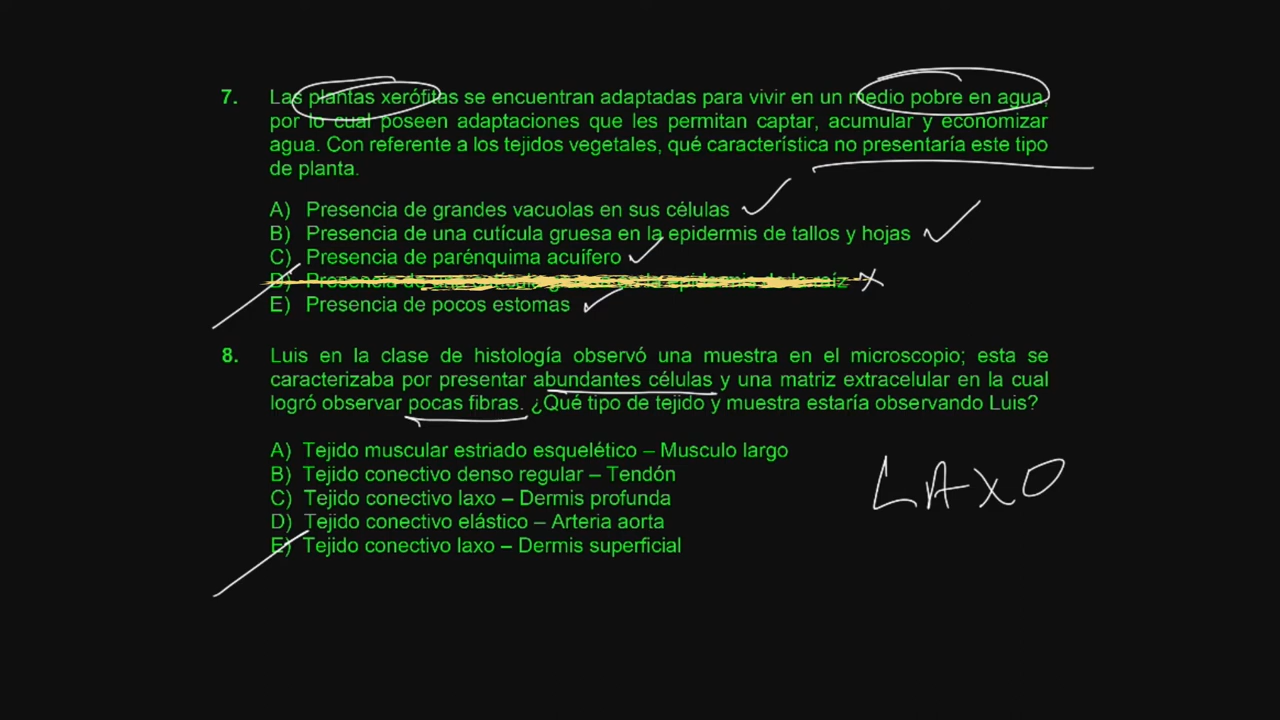 7. Las plantas xerófitas se encuentran adaptadas para vivir en un medio pobre en agua,
por lo cual poseen adaptaciones que les permitan captar, acumular y economizar
agua. Con referente a los tejidos vegetales, qué característica no presentaría este tipo
de planta.
A) Presencia de grandes vacuolas en sus células
B) Presencia de una cutícula gruesa en la epidermis de tallos y hojas
C) Presencia de parénquima acuífero
D) Presencia de una epidermis de la raíz
E) Presencia de pocos estomas
8. Luis en la clase de histología observó una muestra en el microscopio; esta se
caracterizaba por presentar abundantes células y una matriz extracelular en la cual
logró observar pocas fibras. ¿Qué tipo de tejido y muestra estaría observando Luis?
A) Tejido muscular estriado esquelético – Musculo largo
B) Tejido conectivo denso regular – Tendón
C) Tejido conectivo laxo – Dermis profunda
D) Tejido conectivo elástico – Arteria aorta
E) Tejido conectivo laxo – Dermis superficial
LAXO